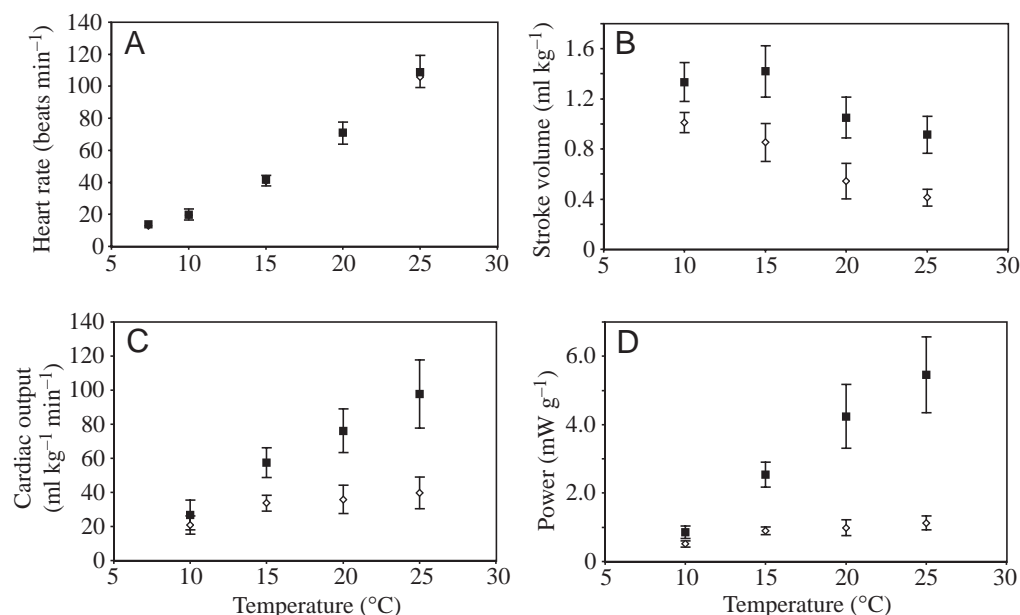 A
Heart rate (beats min⁻¹)
140
120
100
80
60
40
20
0
5 10 15 20 25 30
B
Stroke volume (ml kg⁻¹)
1.6
1.2
0.8
0.4
0
5 10 15 20 25 30
C
Cardiac output
(ml kg⁻¹ min⁻¹)
140
120
100
80
60
40
20
0
5 10 15 20 25 30
Temperature (°C)
D
Power (mW g⁻¹)
6.0
4.0
2.0
0
5 10 15 20 25 30
Temperature (°C)